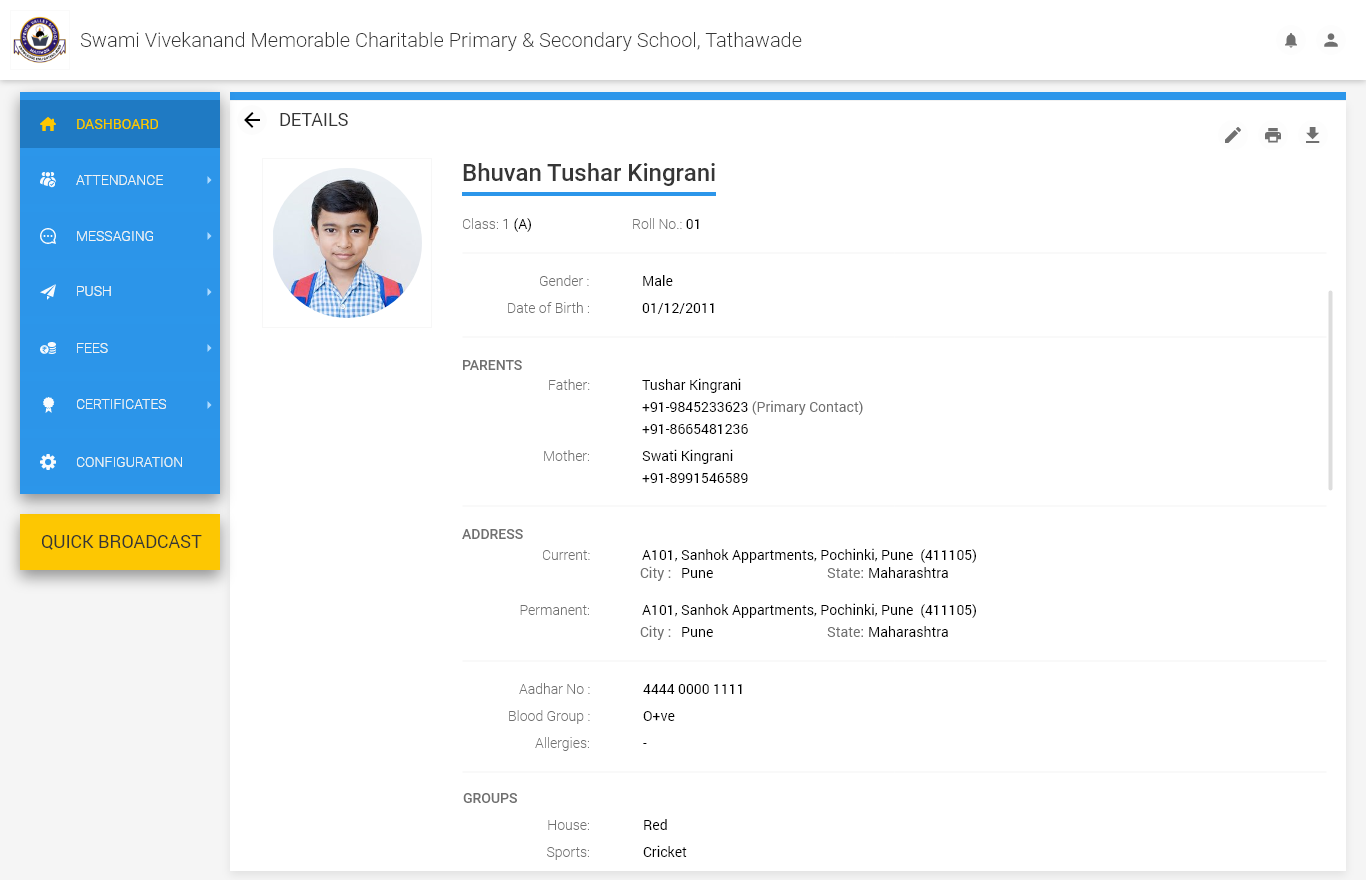 Swami Vivekanand Memorable Charitable Primary & Secondary School, Tathawade
DASHBOARD
ATTENDANCE
MESSAGING
PUSH
FEES
CERTIFICATES
CONFIGURATION
QUICK BROADCAST
DETAILS
Bhuvan Tushar Kingrani
Class: 1 (A) Roll No.: 01
Gender : Male
Date of Birth : 01/12/2011
PARENTS
Father: Tushar Kingrani
+91-9845233623 (Primary Contact)
+91-8665481236
Mother: Swati Kingrani
+91-8991546589
ADDRESS
Current: A101, Sanhok Appartments, Pochinki, Pune (411105)
City : Pune State: Maharashtra
Permanent: A101, Sanhok Appartments, Pochinki, Pune (411105)
City : Pune State: Maharashtra
Aadhar No : 4444 0000 1111
Blood Group : O+ve
Allergies: -
GROUPS
House: Red
Sports: Cricket